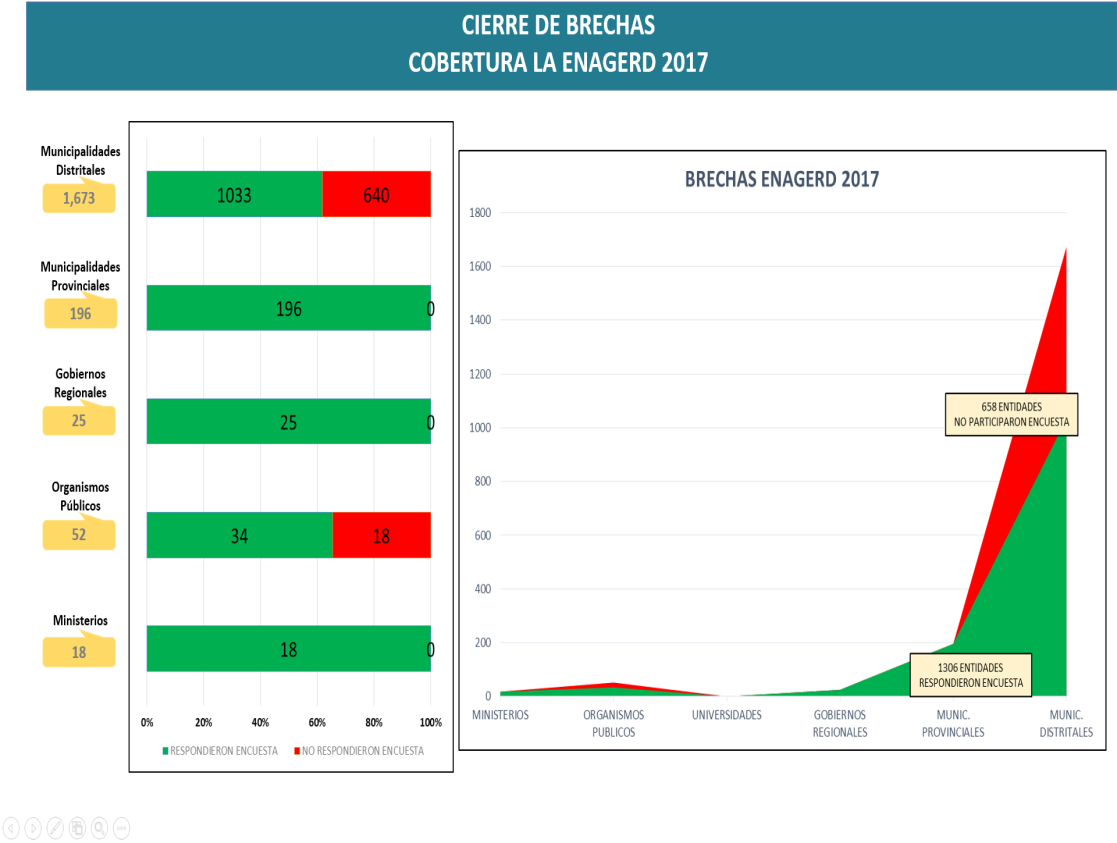 CIERRE DE BRECHAS
COBERTURA LA ENAGERD 2017
Municipalidades
Distritales
1,673
1033
640
Municipalidades
Provinciales
196
196
0
Gobiernos
Regionales
25
25
0
Organismos
Públicos
52
34
18
Ministerios
18
18
0
0%
20%
40%
60%
80%
100%
RESPONDIERON ENCUESTA
NO RESPONDIERON ENCUESTA
BRECHAS ENAGERD 2017
1800
1600
1400
1200
1000
800
600
400
200
0
658 ENTIDADES
NO PARTICIPARON ENCUESTA
1306 ENTIDADES
RESPONDIERON ENCUESTA
MINISTERIOS
ORGANISMOS
PUBLICOS
UNIVERSIDADES
GOBIERNOS
REGIONALES
MUNIC.
PROVINCIALES
MUNIC.
DISTRITALES